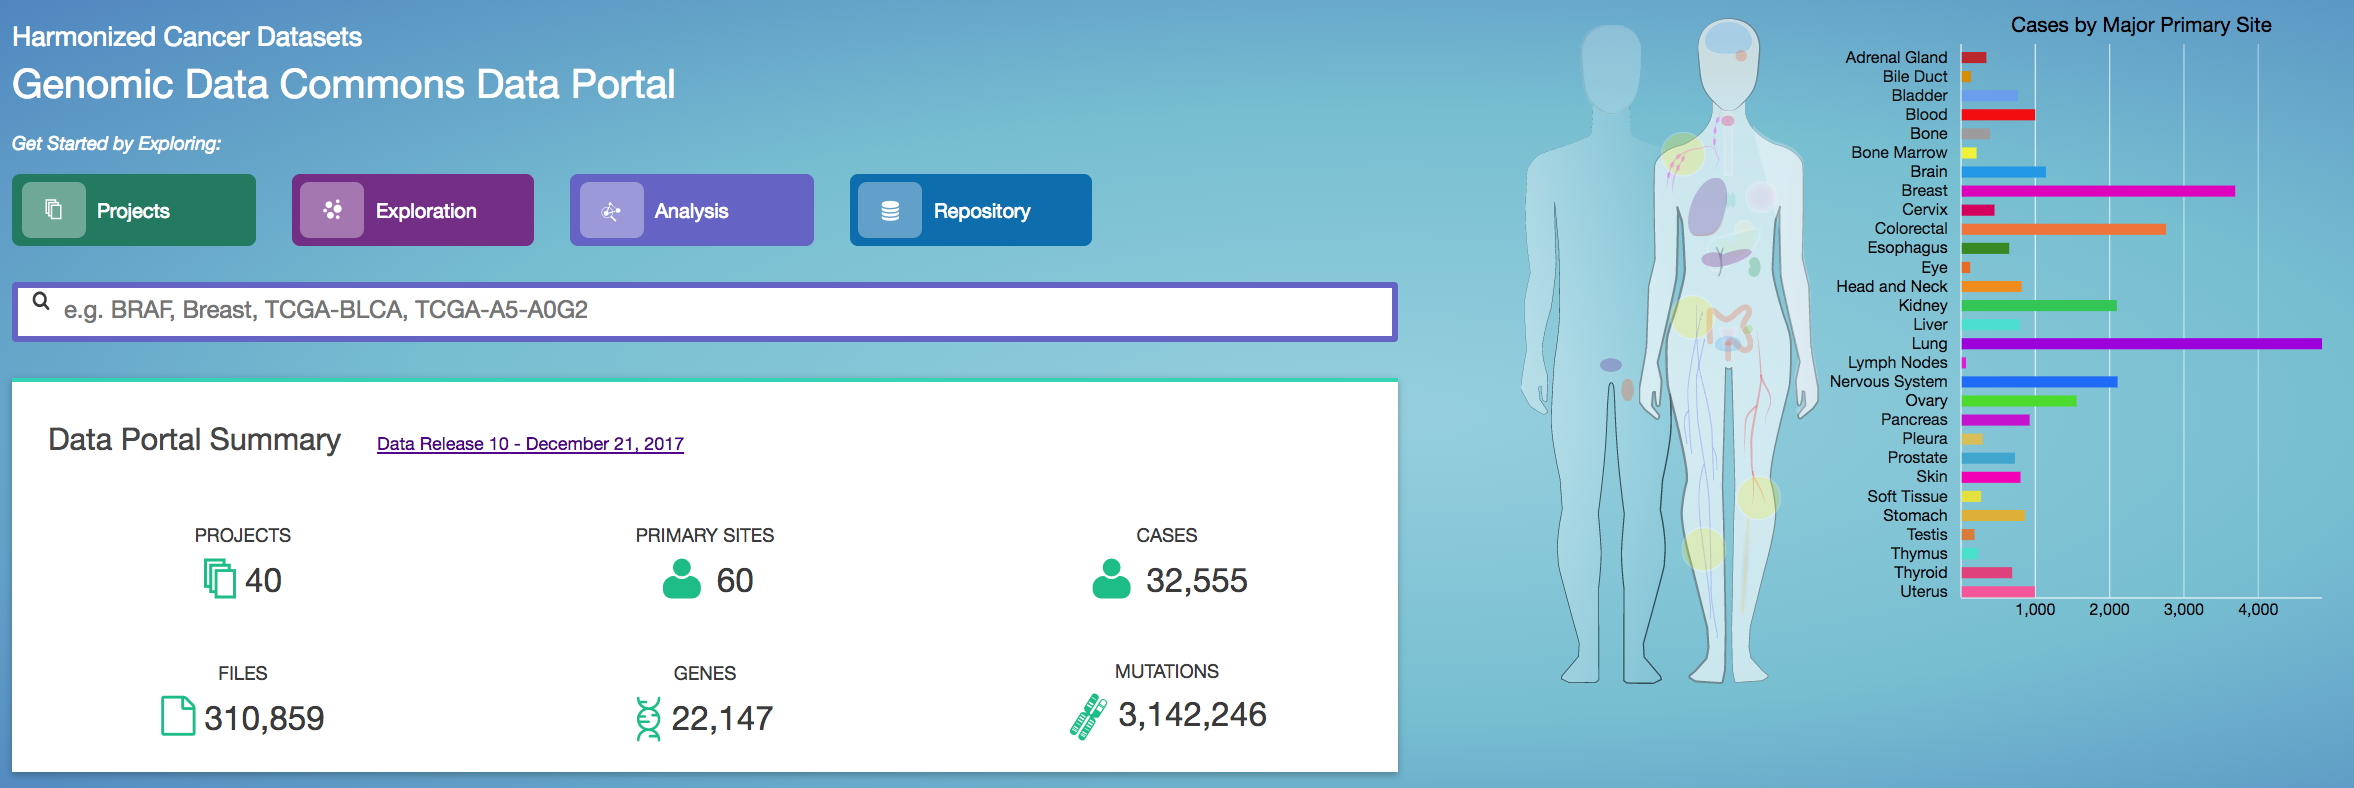 Harmonized Cancer Datasets
Genomic Data Commons Data Portal
Get Started by Exploring:
Projects
Exploration
Analysis
Repository
e.g. BRAF, Breast, TCGA-BLCA, TCGA-A5-A0G2
Data Portal Summary
Data Release 10 - December 21, 2017
PROJECTS
40
PRIMARY SITES
60
CASES
32,555
FILES
310,859
GENES
22,147
MUTATIONS
3,142,246
Cases by Major Primary Site
Adrenal Gland
Bile Duct
Bladder
Blood
Bone
Bone Marrow
Brain
Breast
Cervix
Colorectal
Esophagus
Eye
Head and Neck
Kidney
Liver
Lung
Lymph Nodes
Nervous System
Ovary
Pancreas
Pleura
Prostate
Skin
Soft Tissue
Stomach
Testis
Thymus
Thyroid
Uterus
1,000 2,000 3,000 4,000